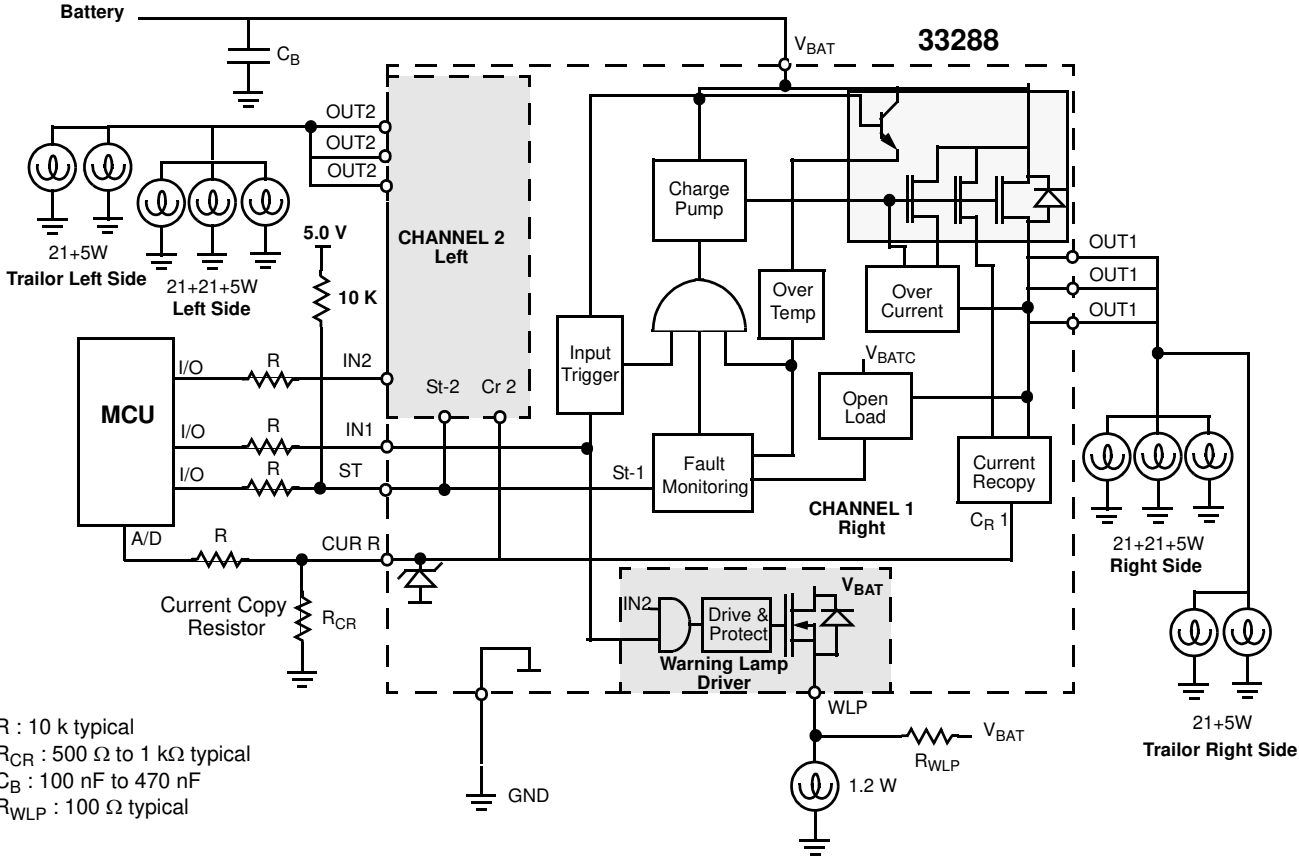 Battery
C_B
V_BAT
33288
OUT2
OUT2
OUT2
21+5W
Trailor Left Side
21+21+5W
Left Side
5.0 V
10 K
CHANNEL 2
Left
Charge
Pump
Over
Temp
Over
Current
OUT1
OUT1
OUT1
MCU
I/O
R
IN2
St-2
Cr 2
Input
Trigger
V_BATC
Open
Load
I/O
R
IN1
I/O
R
ST
St-1
Fault
Monitoring
Current
Recopy
CHANNEL 1
Right
C_R 1
A/D
R
CUR R
21+21+5W
Right Side
Current Copy
Resistor
R_CR
IN2
Drive &
Protect
V_BAT
Warning Lamp
Driver
WLP
V_BAT
R_WLP
1.2 W
GND
21+5W
Trailor Right Side
R : 10 k typical
R_CR : 500 Ω to 1 kΩ typical
C_B : 100 nF to 470 nF
R_WLP : 100 Ω typical